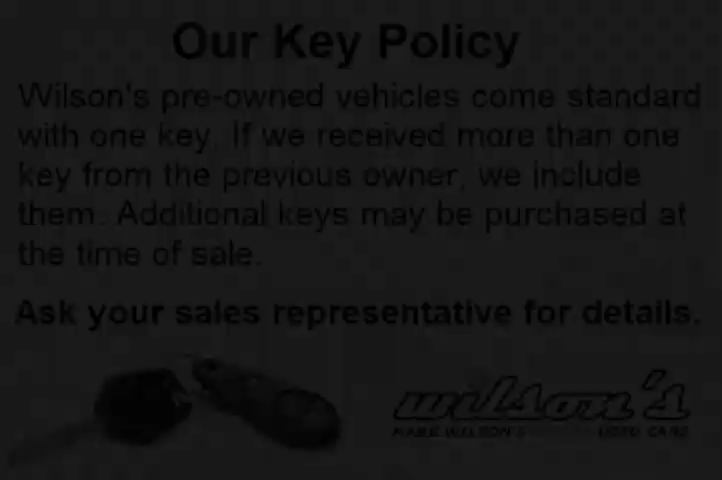 Our Key Policy
Wilson's pre-owned vehicles come standard
with one key. If we received more than one
key from the previous owner, we include
them. Additional keys may be purchased at
the time of sale.
Ask your sales representative for details.
wilson's
WILSON'S USED CARS